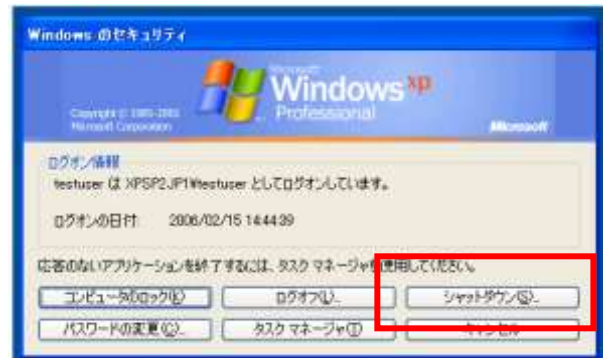 Windows のセキュリティ
Microsoft
Windows xp
Professional
Copyright © 1985-2001
Microsoft Corporation
Microsoft
ログオン情報
testuser は XPSP2JP1¥testuser としてログオンしています。
ログオンの日付: 2006/02/15 14:44:39
応答のないアプリケーションを終了するには、タスク マネージャを使用してください。
コンピュータのロック(K) ログオフ(L)... シャットダウン(S)...
パスワードの変更(C)... タスク マネージャ(T) キャンセル